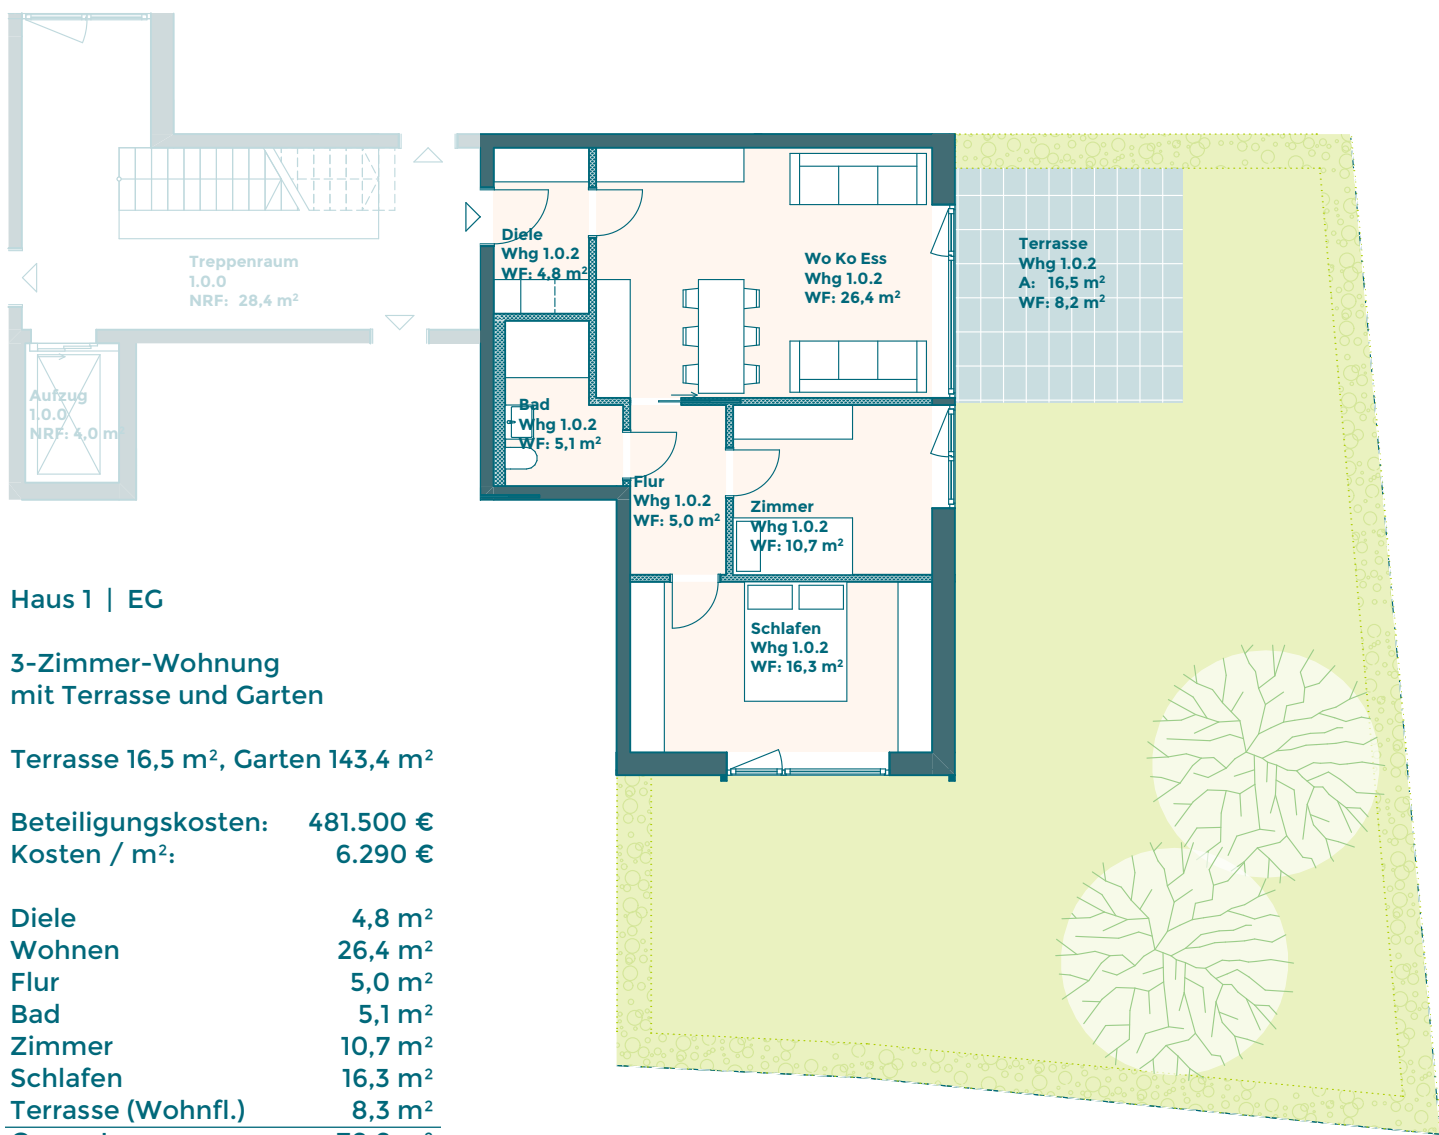 Treppenraum
1.0.0
NRF: 28,4 m²
Aufzug
1.0.0
NRF: 4,0 m
Diele
Whg 1.0.2
WF: 4,8 m²
Wo Ko Ess
Whg 1.0.2
WF: 26,4 m²
Terrasse
Whg 1.0.2
A: 16,5 m²
WF: 8,2 m²
Bad
Whg 1.0.2
WF: 5,1 m²
Flur
Whg 1.0.2
WF: 5,0 m²
Zimmer
Whg 1.0.2
WF: 10,7 m²
Schlafen
Whg 1.0.2
WF: 16,3 m²
Haus 1 | EG
3-Zimmer-Wohnung
mit Terrasse und Garten
Terrasse 16,5 m², Garten 143,4 m²
Beteiligungskosten: 481.500 €
Kosten / m²: 6.290 €
Diele 4,8 m²
Wohnen 26,4 m²
Flur 5,0 m²
Bad 5,1 m²
Zimmer 10,7 m²
Schlafen 16,3 m²
Terrasse (Wohnfl.) 8,3 m²